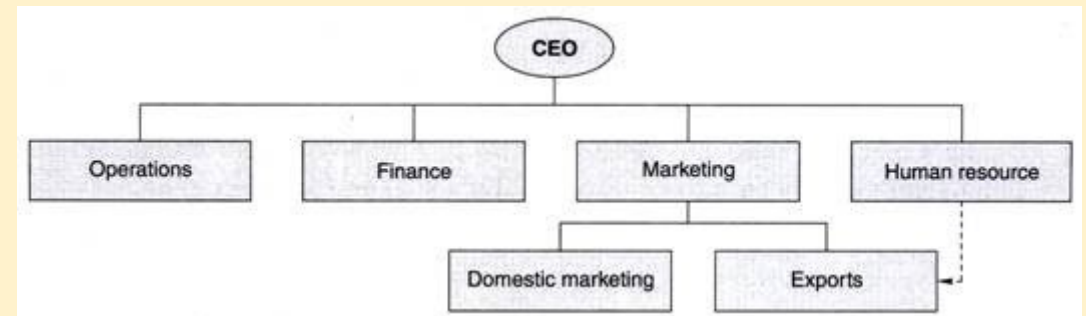 CEO
Operations
Finance
Marketing
Human resource
Domestic marketing
Exports